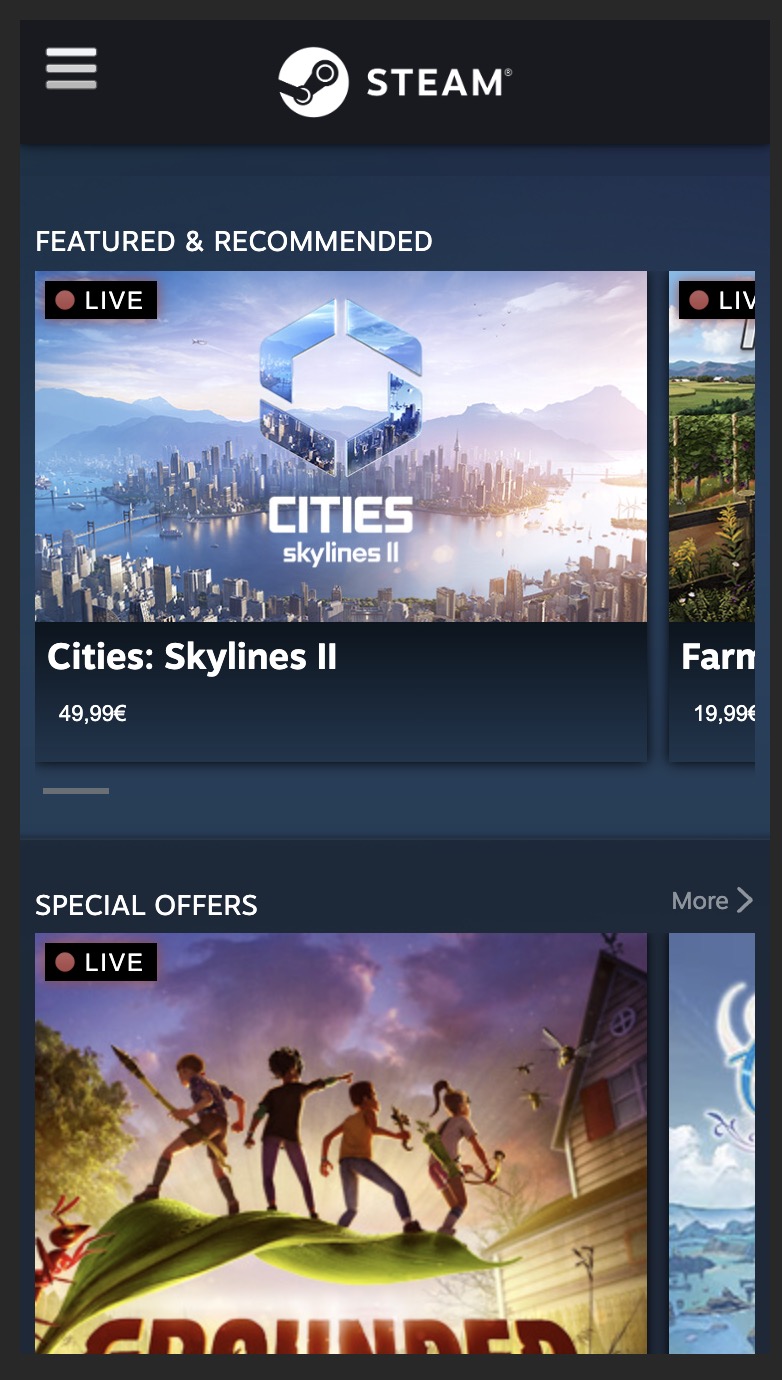 STEAM®
FEATURED & RECOMMENDED
LIVE
LIV
CITIES
skylines II
Cities: Skylines II
Farm
49,99€
19,99€
SPECIAL OFFERS
More
LIVE
GROUNDED